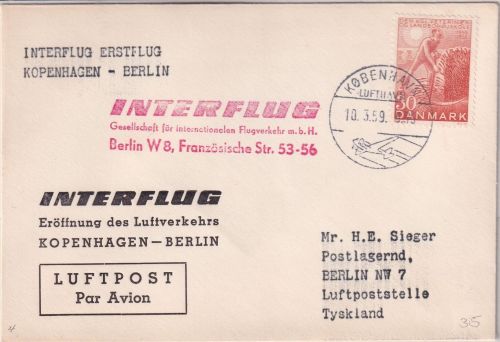 INTERFLUG ERSTFLUG
KOPENHAGEN - BERLIN
INTERFLUG
Gesellschaft für internationalen Flugverkehr m.b.H.
Berlin W 8, Französische Str. 53-56
KØBENHAVN
LUFTHAVN
10.3.59.
30
DANMARK
INTERFLUG
Eröffnung des Luftverkehrs
KOPENHAGEN—BERLIN
LUFTPOST
Par Avion
Mr. H.E. Sieger
Postlagernd,
BERLIN NW 7
Luftpoststelle
Tyskland
4
35